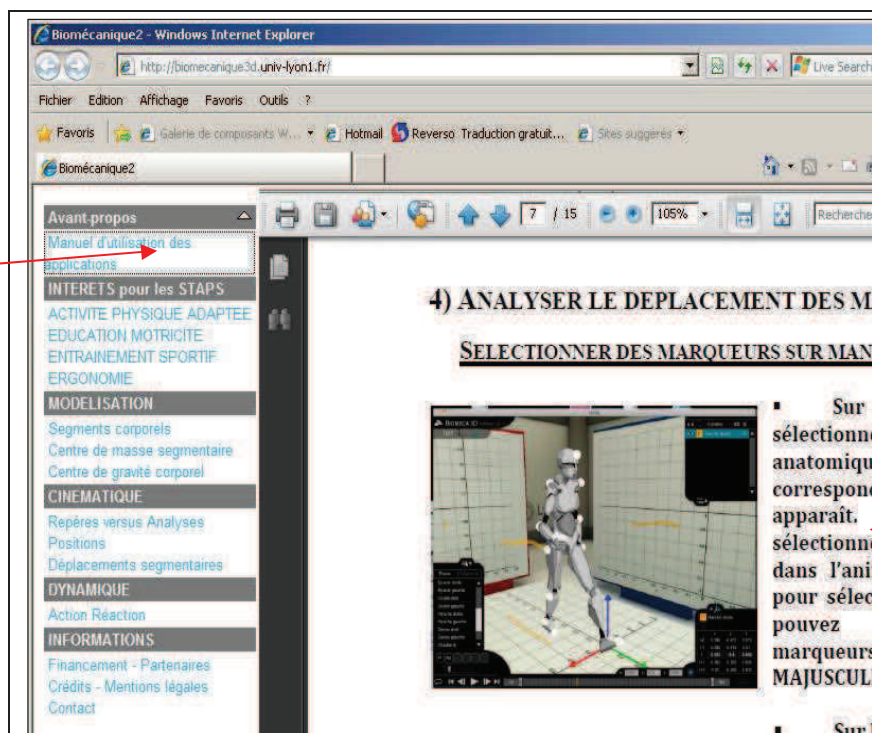 Biomécanique2 - Windows Internet Explorer
http://biomecanique3d.univ-lyon1.fr/
Live Search
Fichier Edition Affichage Favoris Outils ?
Favoris Galerie de composants W... Hotmail Reverso Traduction gratuit... Sites suggérés
Biomécanique2
7 / 15 105% Recherche
Avant-propos
Manuel d'utilisation des
applications
INTERETS pour les STAPS
ACTIVITE PHYSIQUE ADAPTEE
EDUCATION MOTRICITE
ENTRAINEMENT SPORTIF
ERGONOMIE
MODELISATION
Segments corporels
Centre de masse segmentaire
Centre de gravité corporel
CINEMATIQUE
Repères versus Analyses
Positions
Déplacements segmentaires
DYNAMIQUE
Action Réaction
INFORMATIONS
Financement - Partenaires
Crédits - Mentions légales
Contact
4) ANALYSER LE DEPLACEMENT DES M
SELECTIONNER DES MARQUEURS SUR MAN
▪ Sur
sélectionne
anatomiqu
correspond
apparaît.
sélectionne
dans l'ani
pour sélec
pouvez
marqueurs
MAJUSCUL
▪ Sur l